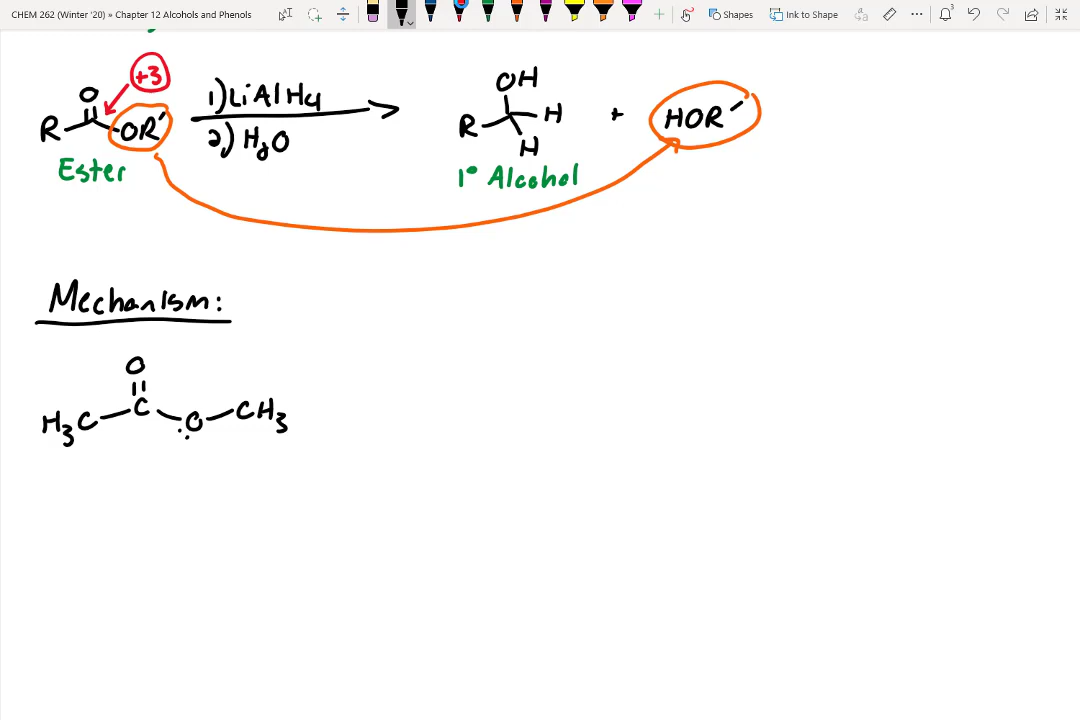 CHEM 262 (Winter '20) » Chapter 12 Alcohols and Phenols
Shapes
Ink to Shape
+3
O
R
OR′
1) LiAlH4
2) H2O
Ester
OH
R
H
H
1° Alcohol
+
HOR′
Mechanism:
O
H3C
C
O
CH3